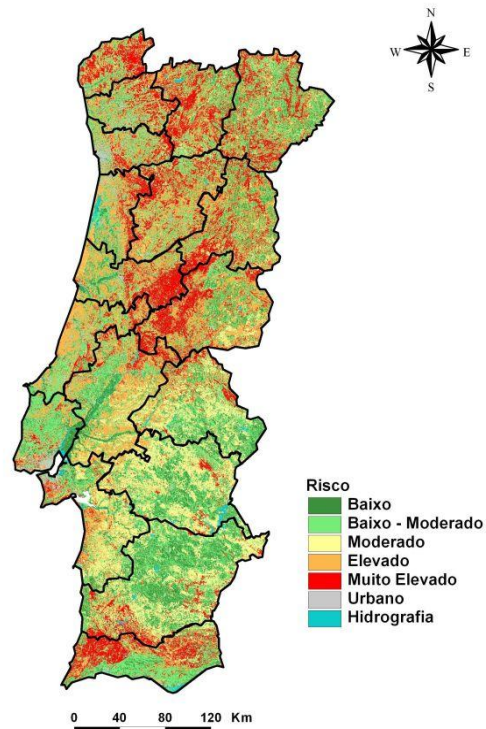 N
W E
S
Risco
Baixo
Baixo - Moderado
Moderado
Elevado
Muito Elevado
Urbano
Hidrografia
0 40 80 120 Km